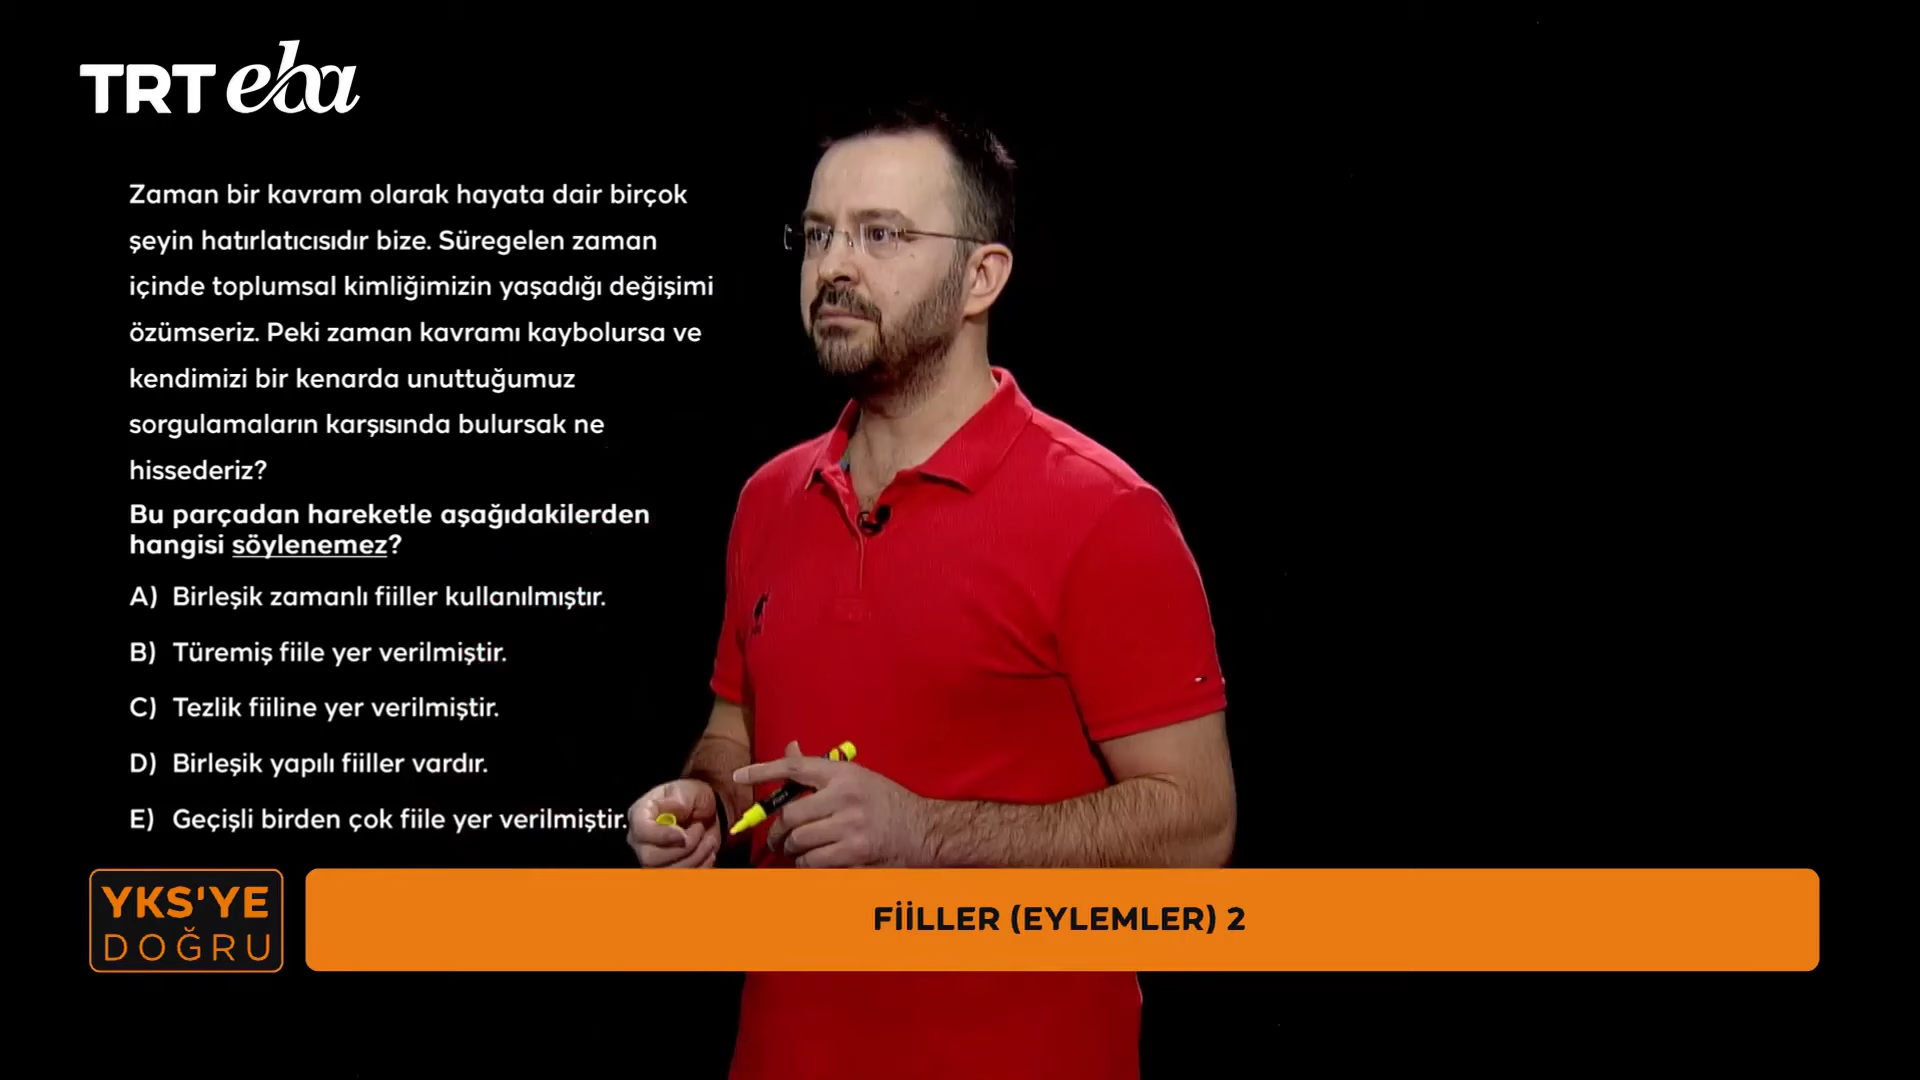 TRT eba
Zaman bir kavram olarak hayata dair birçok
şeyin hatırlatıcısıdır bize. Süregelen zaman
içinde toplumsal kimliğimizin yaşadığı değişimi
özümseriz. Peki zaman kavramı kaybolursa ve
kendimizi bir kenarda unuttuğumuz
sorgulamaların karşısında bulursak ne
hissederiz?
Bu parçadan hareketle aşağıdakilerden
hangisi söylenemez?
A) Birleşik zamanlı fiiller kullanılmıştır.
B) Türemiş fiile yer verilmiştir.
C) Tezlik fiiline yer verilmiştir.
D) Birleşik yapılı fiiller vardır.
E) Geçişli birden çok fiile yer verilmiştir.
YKS'YE
DOĞRU
FİİLLER (EYLEMLER) 2